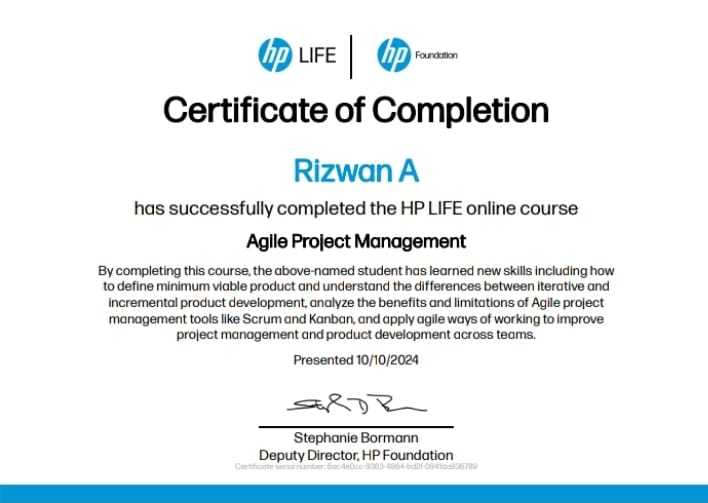 hp LIFE hp Foundation
Certificate of Completion
Rizwan A
has successfully completed the HP LIFE online course
Agile Project Management
By completing this course, the above-named student has learned new skills including how
to define minimum viable product and understand the differences between iterative and
incremental product development, analyze the benefits and limitations of Agile project
management tools like Scrum and Kanban, and apply agile ways of working to improve
project management and product development across teams.
Presented 10/10/2024
Stephanie Bormann
Deputy Director, HP Foundation
Certificate serial number: 6ac4e0cc-9363-4864-bd2f-0941da936789